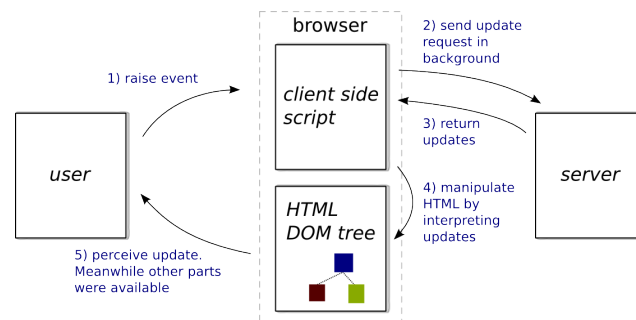 browser
1) raise event
client side
script
2) send update
request in
background
3) return
updates
user
server
4) manipulate
HTML by
interpreting
updates
HTML
DOM tree
5) perceive update.
Meanwhile other parts
were available